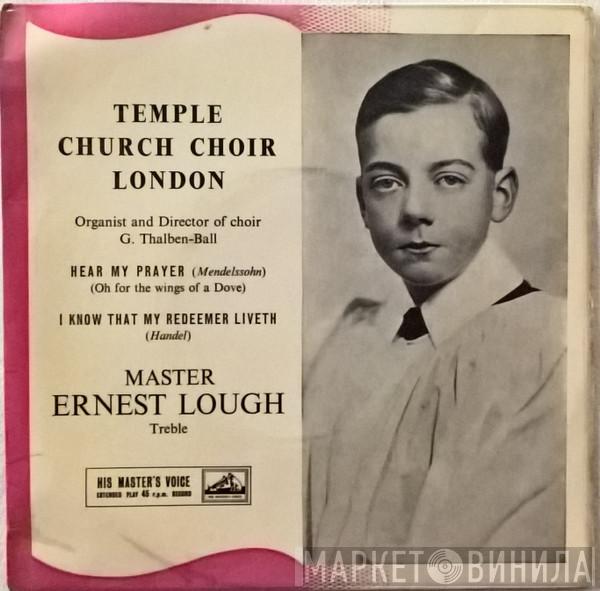 TEMPLE
CHURCH CHOIR
LONDON
Organist and Director of choir
G. Thalben-Ball
HEAR MY PRAYER (Mendelssohn)
(Oh for the wings of a Dove)
I KNOW THAT MY REDEEMER LIVETH
(Handel)
MASTER
ERNEST LOUGH
Treble
HIS MASTER'S VOICE
EXTENDED PLAY 45 r.p.m. RECORD
МАРКЕТ ВИНИЛА